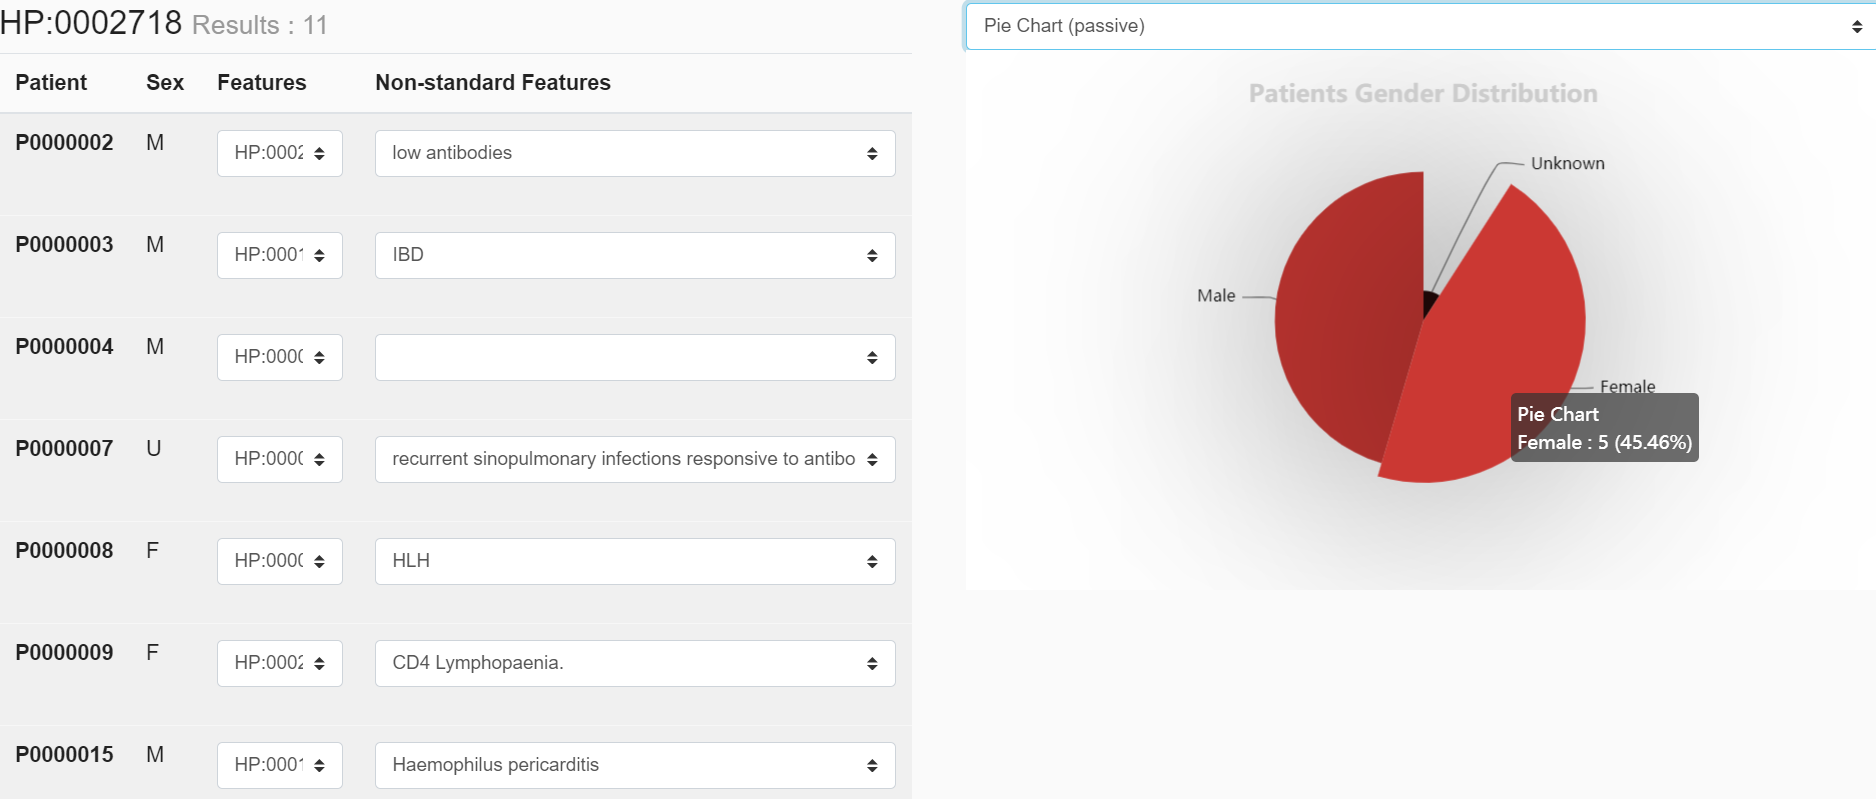 HP:0002718 Results : 11
Patient Sex Features Non-standard Features
P0000002 M HP:0002 low antibodies
P0000003 M HP:0001 IBD
P0000004 M HP:000
P0000007 U HP:000 recurrent sinopulmonary infections responsive to antibo
P0000008 F HP:000 HLH
P0000009 F HP:0002 CD4 Lymphopaenia.
P0000015 M HP:0001 Haemophilus pericarditis
Pie Chart (passive)
Patients Gender Distribution
Unknown
Male
Female
Pie Chart
Female : 5 (45.46%)